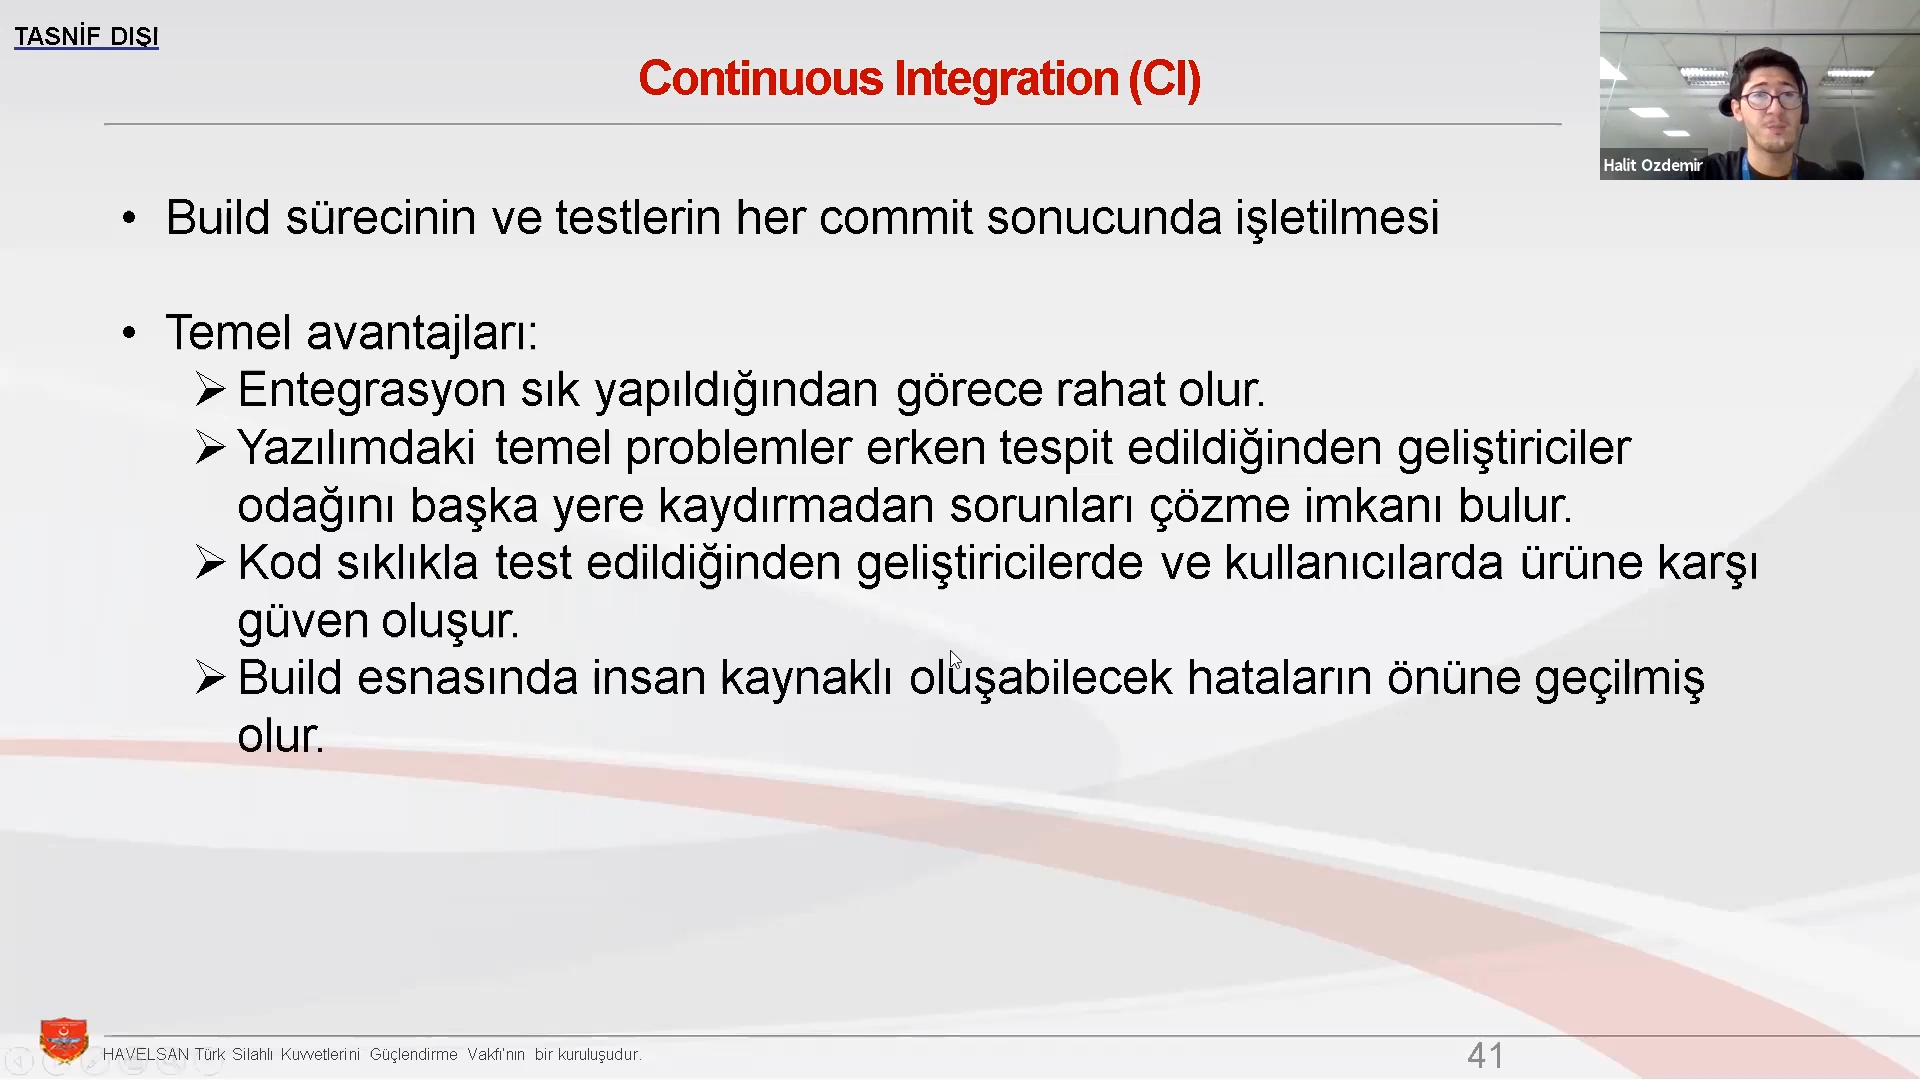 TASNİF DIŞI
Continuous Integration (CI)
Halit Ozdemir
• Build sürecinin ve testlerin her commit sonucunda işletilmesi
• Temel avantajları:
➢ Entegrasyon sık yapıldığından görece rahat olur.
➢ Yazılımdaki temel problemler erken tespit edildiğinden geliştiriciler
odağını başka yere kaydırmadan sorunları çözme imkanı bulur.
➢ Kod sıklıkla test edildiğinden geliştiricilerde ve kullanıcılarda ürüne karşı
güven oluşur.
➢ Build esnasında insan kaynaklı oluşabilecek hataların önüne geçilmiş
olur.
HAVELSAN Türk Silahlı Kuvvetlerini Güçlendirme Vakfı'nın bir kuruluşudur.
41